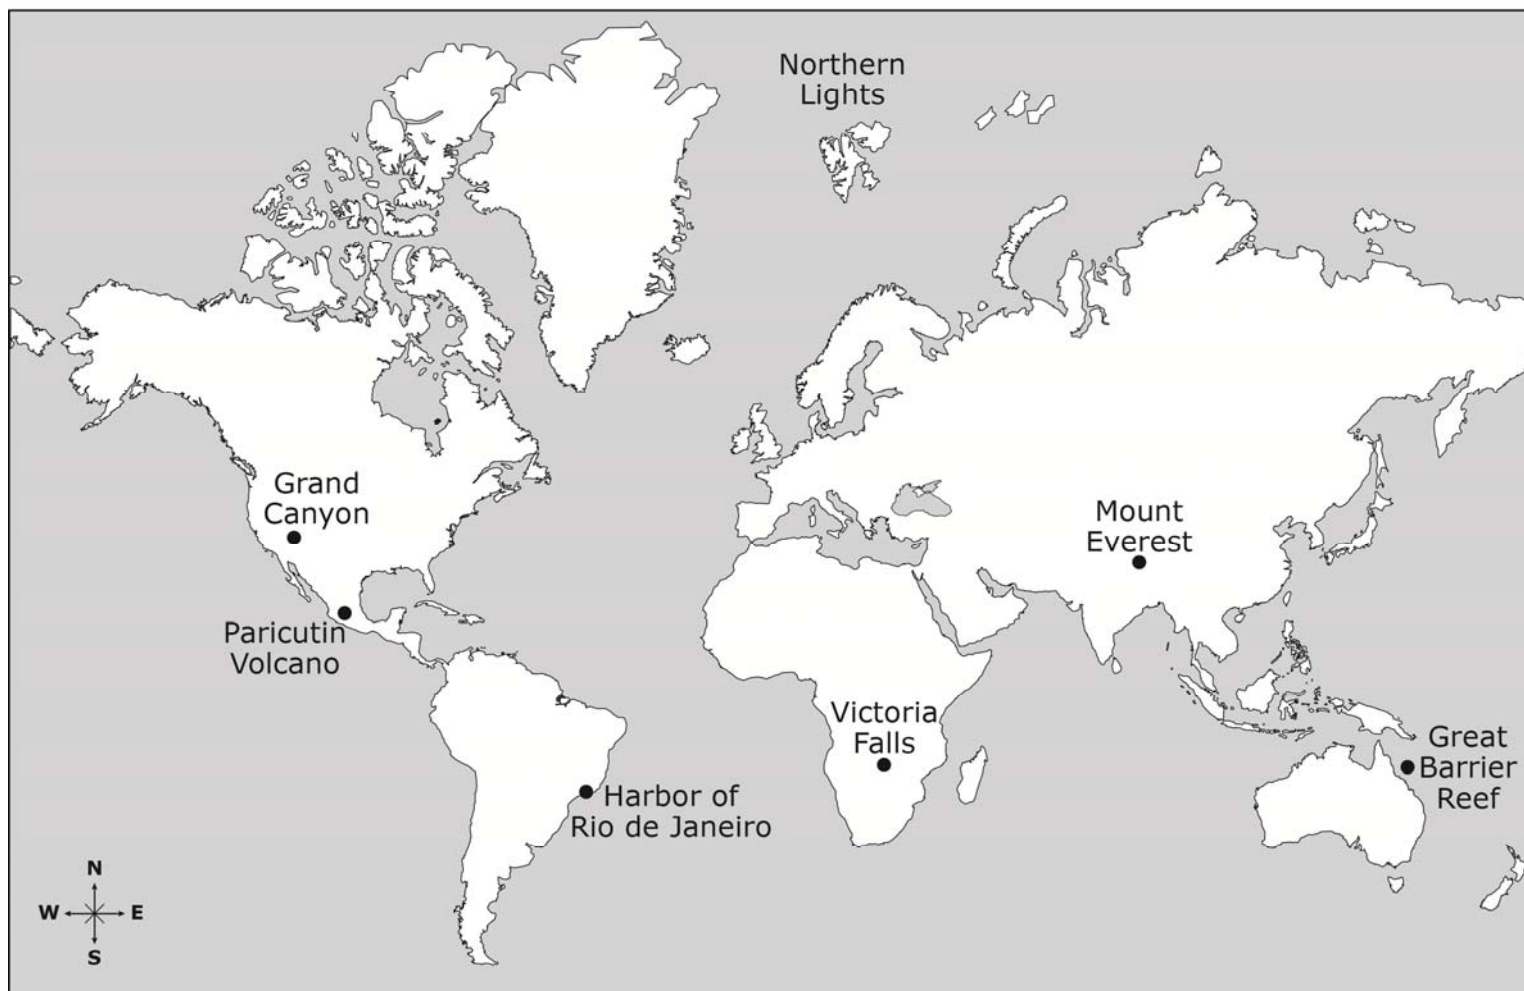 Northern
Lights
Grand
Canyon
Mount
Everest
Paricutin
Volcano
Victoria
Falls
Great
Barrier
Reef
Harbor of
Rio de Janeiro
N
W E
S